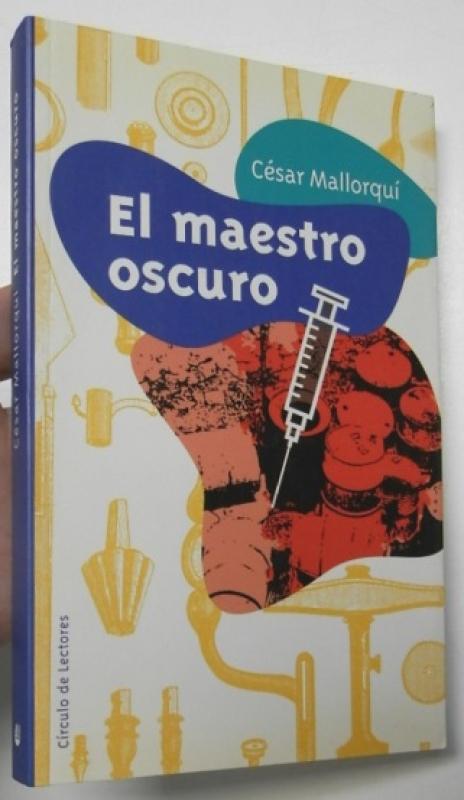 César Mallorquí
El maestro
oscuro
Círculo de Lectores
César Mallorquí El maestro oscuro